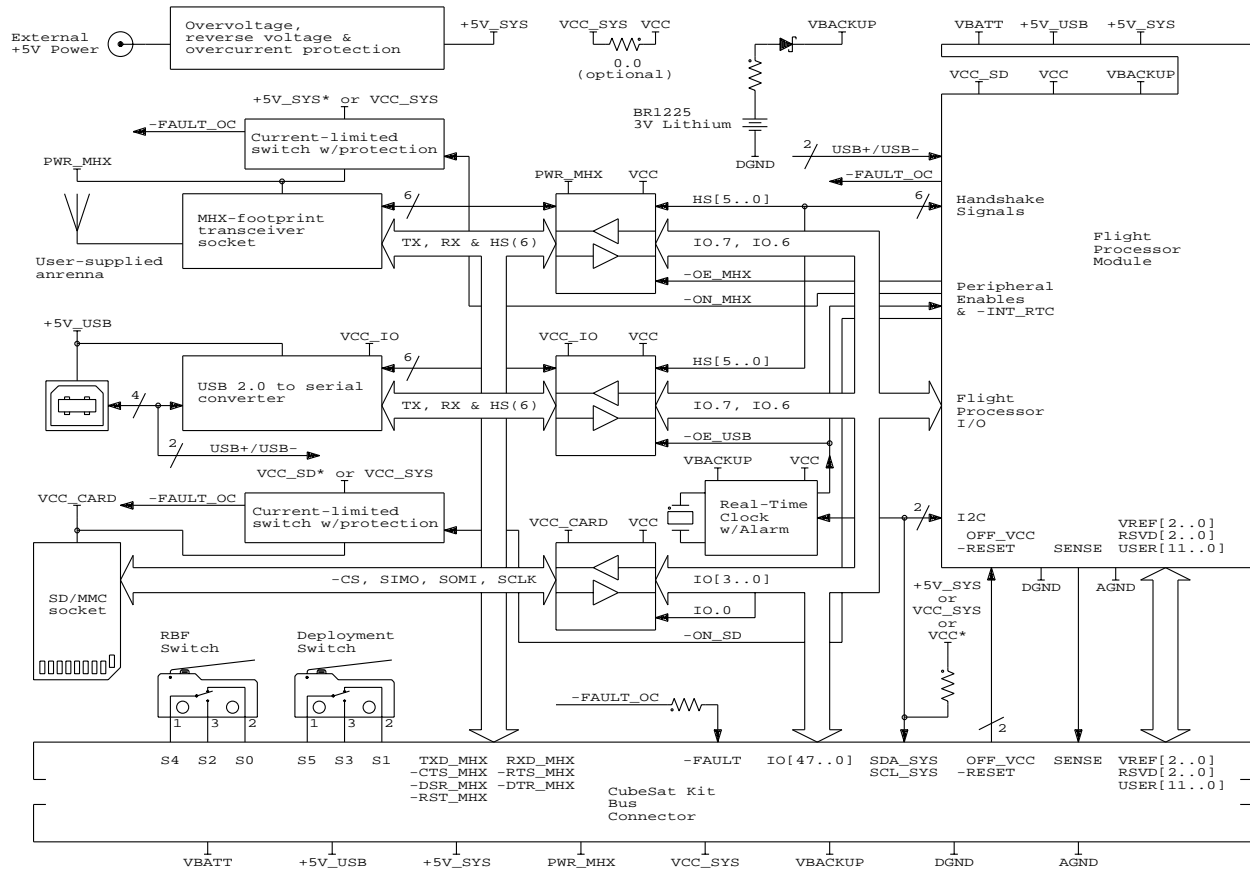 External
+5V Power
Overvoltage,
reverse voltage &
overcurrent protection
+5V_SYS
VCC_SYS
VCC
0.0
(optional)
VBACKUP
BR1225
3V Lithium
DGND
VBATT
+5V_USB
+5V_SYS
VCC_SD
VCC
VBACKUP
+5V_SYS* or VCC_SYS
-FAULT_OC
Current-limited
switch w/protection
PWR_MHX
MHX-footprint
transceiver
socket
User-supplied
anrenna
6
TX, RX & HS(6)
PWR_MHX
VCC
HS[5..0]
IO.7, IO.6
-OE_MHX
-ON_MHX
2
USB+/USB-
-FAULT_OC
6
Handshake
Signals
Flight
Processor
Module
Peripheral
Enables
& -INT_RTC
+5V_USB
VCC_IO
USB 2.0 to serial
converter
4
6
TX, RX & HS(6)
2
USB+/USB-
VCC_IO
VCC
HS[5..0]
IO.7, IO.6
-OE_USB
Flight
Processor
I/O
VCC_SD* or VCC_SYS
-FAULT_OC
Current-limited
switch w/protection
VCC_CARD
SD/MMC
socket
-CS, SIMO, SOMI, SCLK
VCC_CARD
VCC
IO[3..0]
IO.0
-ON_SD
VBACKUP
VCC
Real-Time
Clock
w/Alarm
2
I2C
OFF_VCC
-RESET
SENSE
VREF[2..0]
RSVD[2..0]
USER[11..0]
DGND
AGND
+5V_SYS
or
VCC_SYS
or
VCC*
RBF
Switch
Deployment
Switch
1
3
2
1
3
2
-FAULT_OC
2
S4
S2
S0
S5
S3
S1
TXD_MHX
RXD_MHX
-CTS_MHX
-RTS_MHX
-DSR_MHX
-DTR_MHX
-RST_MHX
-FAULT
IO[47..0]
SDA_SYS
SCL_SYS
OFF_VCC
-RESET
SENSE
VREF[2..0]
RSVD[2..0]
USER[11..0]
CubeSat Kit
Bus
Connector
VBATT
+5V_USB
+5V_SYS
PWR_MHX
VCC_SYS
VBACKUP
DGND
AGND